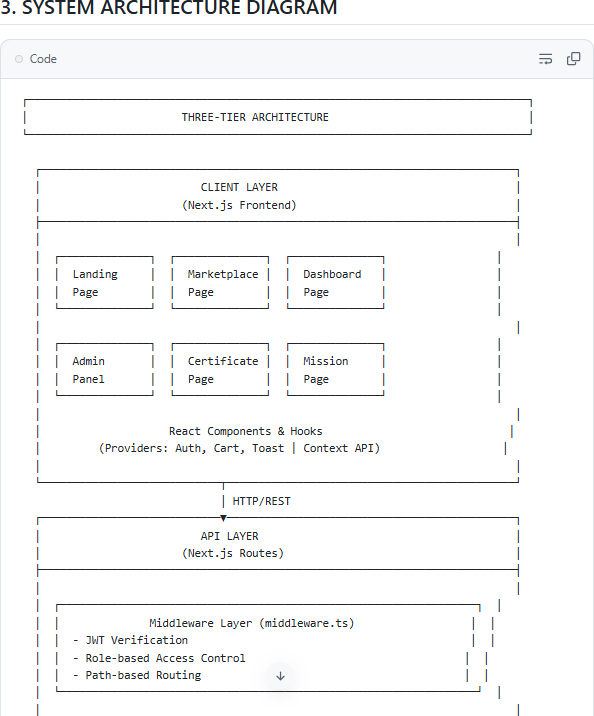 3. SYSTEM ARCHITECTURE DIAGRAM
Code
THREE-TIER ARCHITECTURE
CLIENT LAYER
(Next.js Frontend)
Landing Marketplace Dashboard
Page Page Page
Admin Certificate Mission
Panel Page Page
React Components & Hooks
(Providers: Auth, Cart, Toast | Context API)
HTTP/REST
API LAYER
(Next.js Routes)
Middleware Layer (middleware.ts)
- JWT Verification
- Role-based Access Control
- Path-based Routing